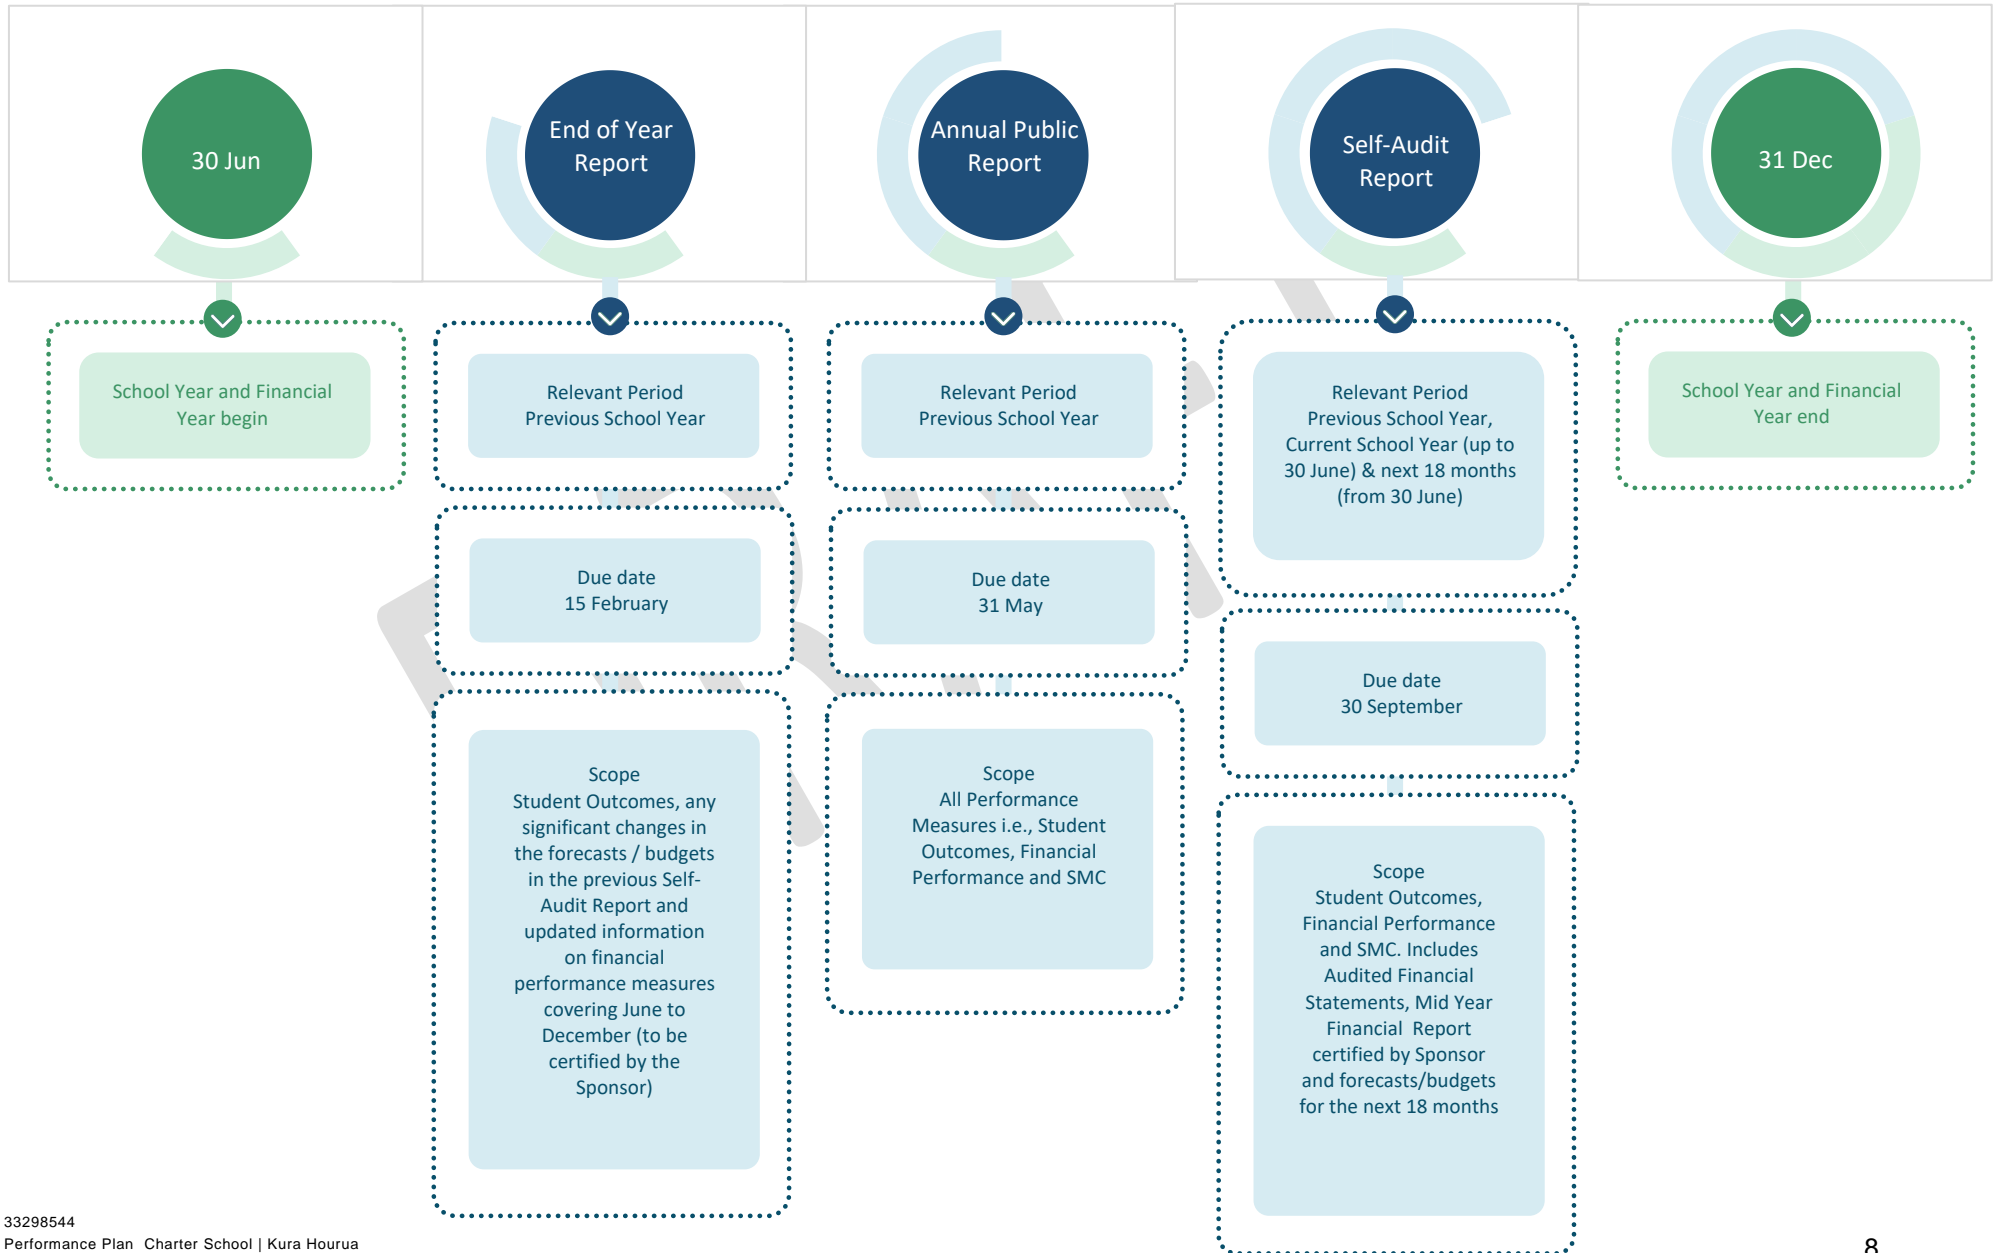 30 Jun
End of Year
Report
Annual Public
Report
Self-Audit
Report
31 Dec
School Year and Financial
Year begin
Relevant Period
Previous School Year
Due date
15 February
Scope
Student Outcomes, any
significant changes in
the forecasts / budgets
in the previous Self-
Audit Report and
updated information
on financial
performance measures
covering June to
December (to be
certified by the
Sponsor)
Relevant Period
Previous School Year
Due date
31 May
Scope
All Performance
Measures i.e., Student
Outcomes, Financial
Performance and SMC
Relevant Period
Previous School Year,
Current School Year (up to
30 June) & next 18 months
(from 30 June)
Due date
30 September
Scope
Student Outcomes,
Financial Performance
and SMC. Includes
Audited Financial
Statements, Mid Year
Financial Report
certified by Sponsor
and forecasts/budgets
for the next 18 months
School Year and Financial
Year end
33298544
Performance Plan Charter School | Kura Hourua
8